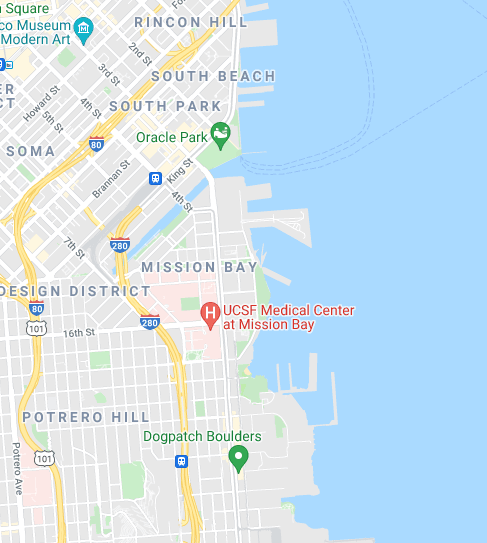 Square
RINCON HILL
co Museum
Modern Art
Howard St
2nd St
3rd St
SOUTH BEACH
4th St
5th St
SOUTH PARK
80
Oracle Park
SOMA
Brannan St
King St
4th St
7th St
280
MISSION BAY
DESIGN DISTRICT
80
101
280
UCSF Medical Center
at Mission Bay
16th St
POTRERO HILL
Dogpatch Boulders
101
Potrero Ave